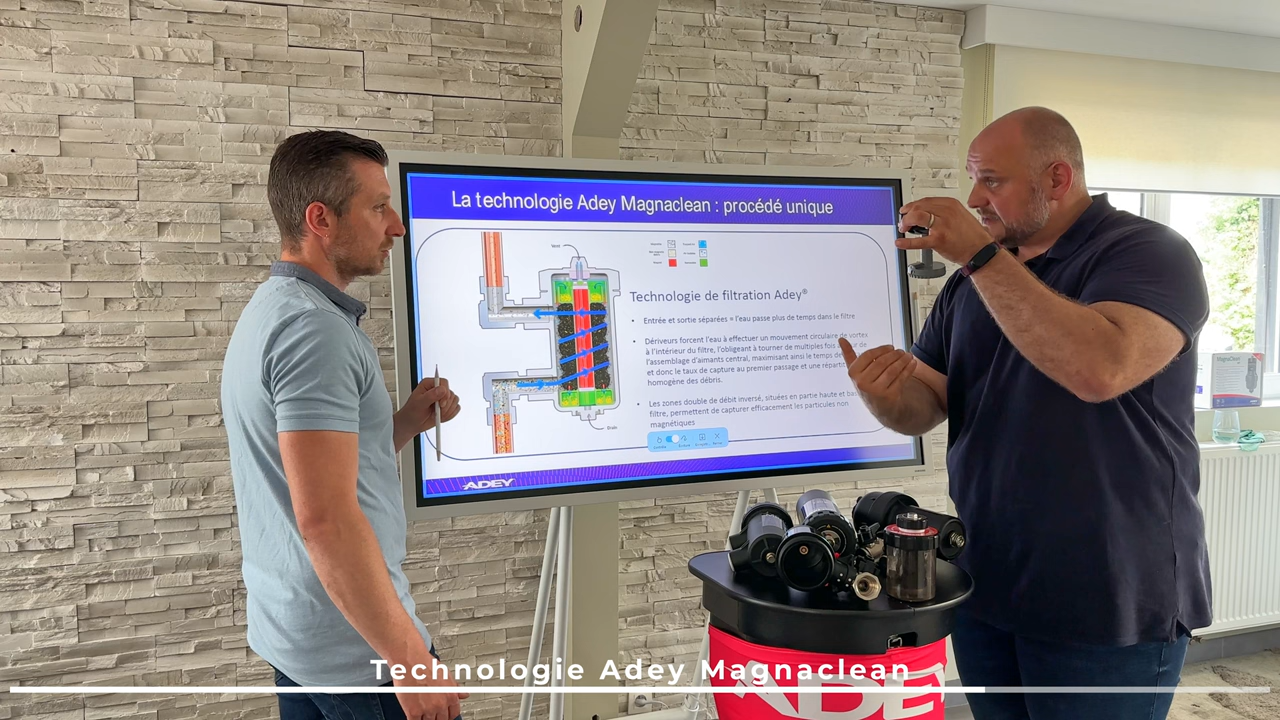 La technologie Adey Magnaclean : procédé unique
Vent
Technologie de filtration Adey®
• Entrée et sortie séparées = l'eau passe plus de temps dans le filtre
• Dériveurs forcent l'eau à effectuer un mouvement circulaire de vortex
à l'intérieur du filtre, l'obligeant à tourner de multiples fois
l'assemblage d'aimants central, maximisant ainsi le temps de
et donc le taux de capture au premier passage et une
homogène des débris.
• Les zones double de débit inversé, situées en partie haute et
filtre, permettent de capturer efficacement les particules non
magnétiques
Drain
ADEY
MagnaClean
Technologie Adey Magnaclean
ADE